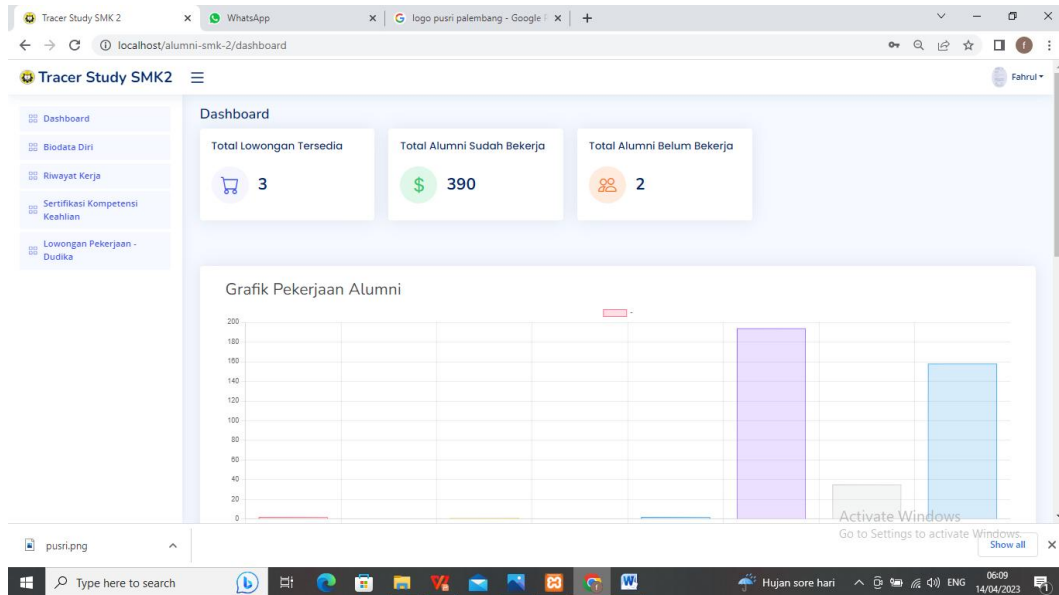 Tracer Study SMK 2
WhatsApp
logo pusri palembang - Google
localhost/alumni-smk-2/dashboard
Tracer Study SMK2
Fahrul
Dashboard
Biodata Diri
Riwayat Kerja
Sertifikasi Kompetensi
Keahlian
Lowongan Pekerjaan -
Dudika
Dashboard
Total Lowongan Tersedia
3
Total Alumni Sudah Bekerja
$ 390
Total Alumni Belum Bekerja
2
Grafik Pekerjaan Alumni
-
200
180
160
140
120
100
80
60
40
20
0
Activate Windows
Go to Settings to activate Windows.
pusri.png
Show all
Type here to search
Hujan sore hari
ENG
06:09
14/04/2023